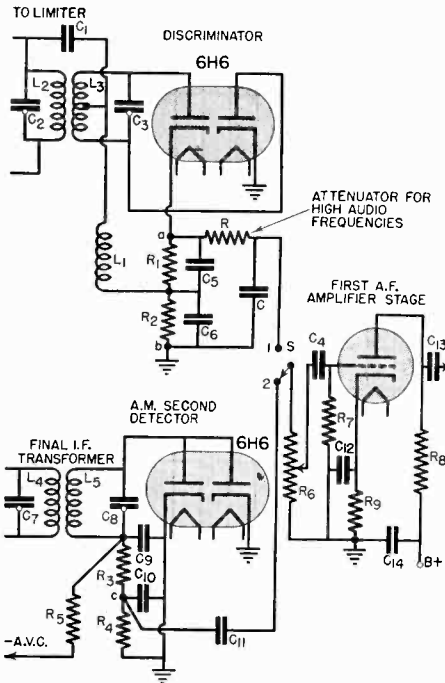 TO LIMITER
C1
DISCRIMINATOR
6H6
L2
L3
C2
C3
ATTENUATOR FOR
HIGH AUDIO
FREQUENCIES
a
R
L1
R1
C5
C
R2
C6
b
FIRST A.F.
AMPLIFIER STAGE
1
S
C4
C13
2
A.M. SECOND
DETECTOR
6H6
FINAL I.F.
TRANSFORMER
L4
L5
R7
C12
R8
R6
R9
C7
C8
C9
C14
B+
R3
C10
c
R5
R4
C11
-A.V.C.